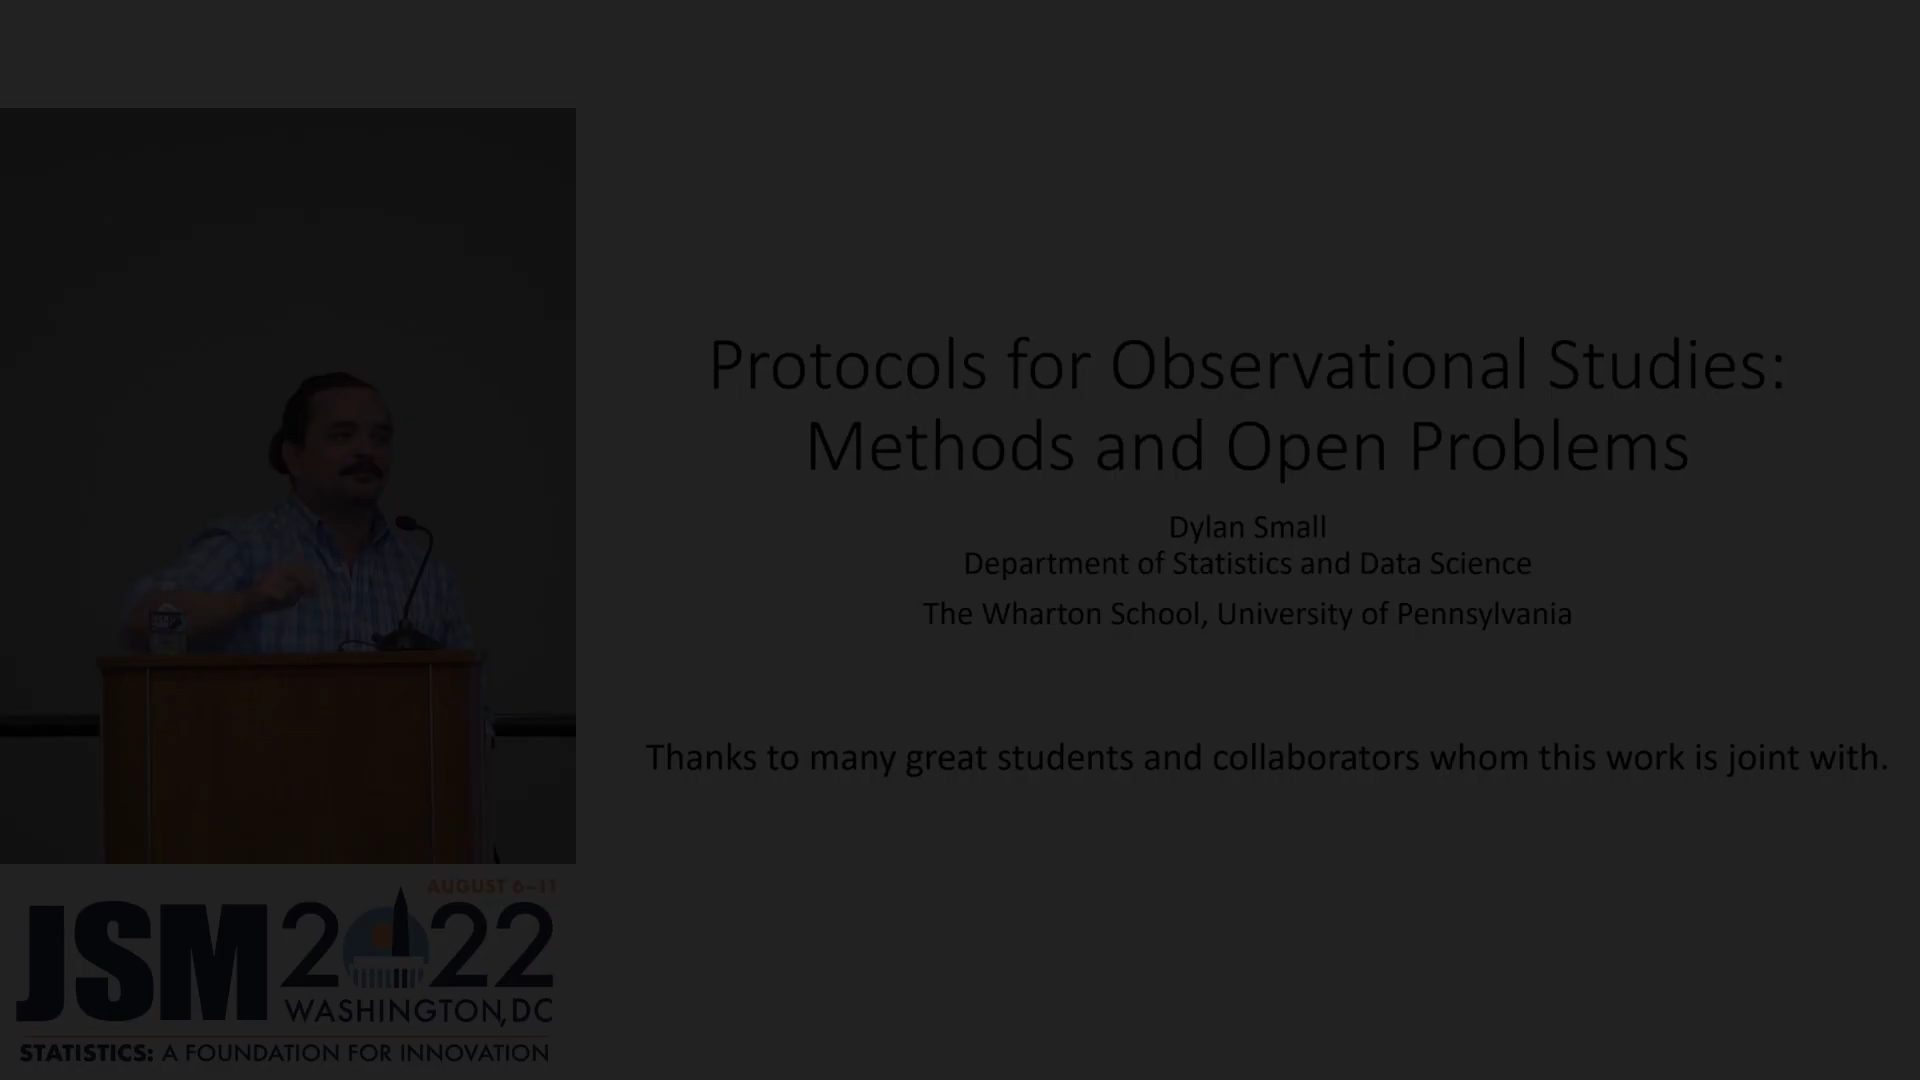 Protocols for Observational Studies:
Methods and Open Problems
Dylan Small
Department of Statistics and Data Science
The Wharton School, University of Pennsylvania
Thanks to many great students and collaborators whom this work is joint with.
AUGUST 6–11
JSM 2022
WASHINGTON, DC
STATISTICS: A FOUNDATION FOR INNOVATION